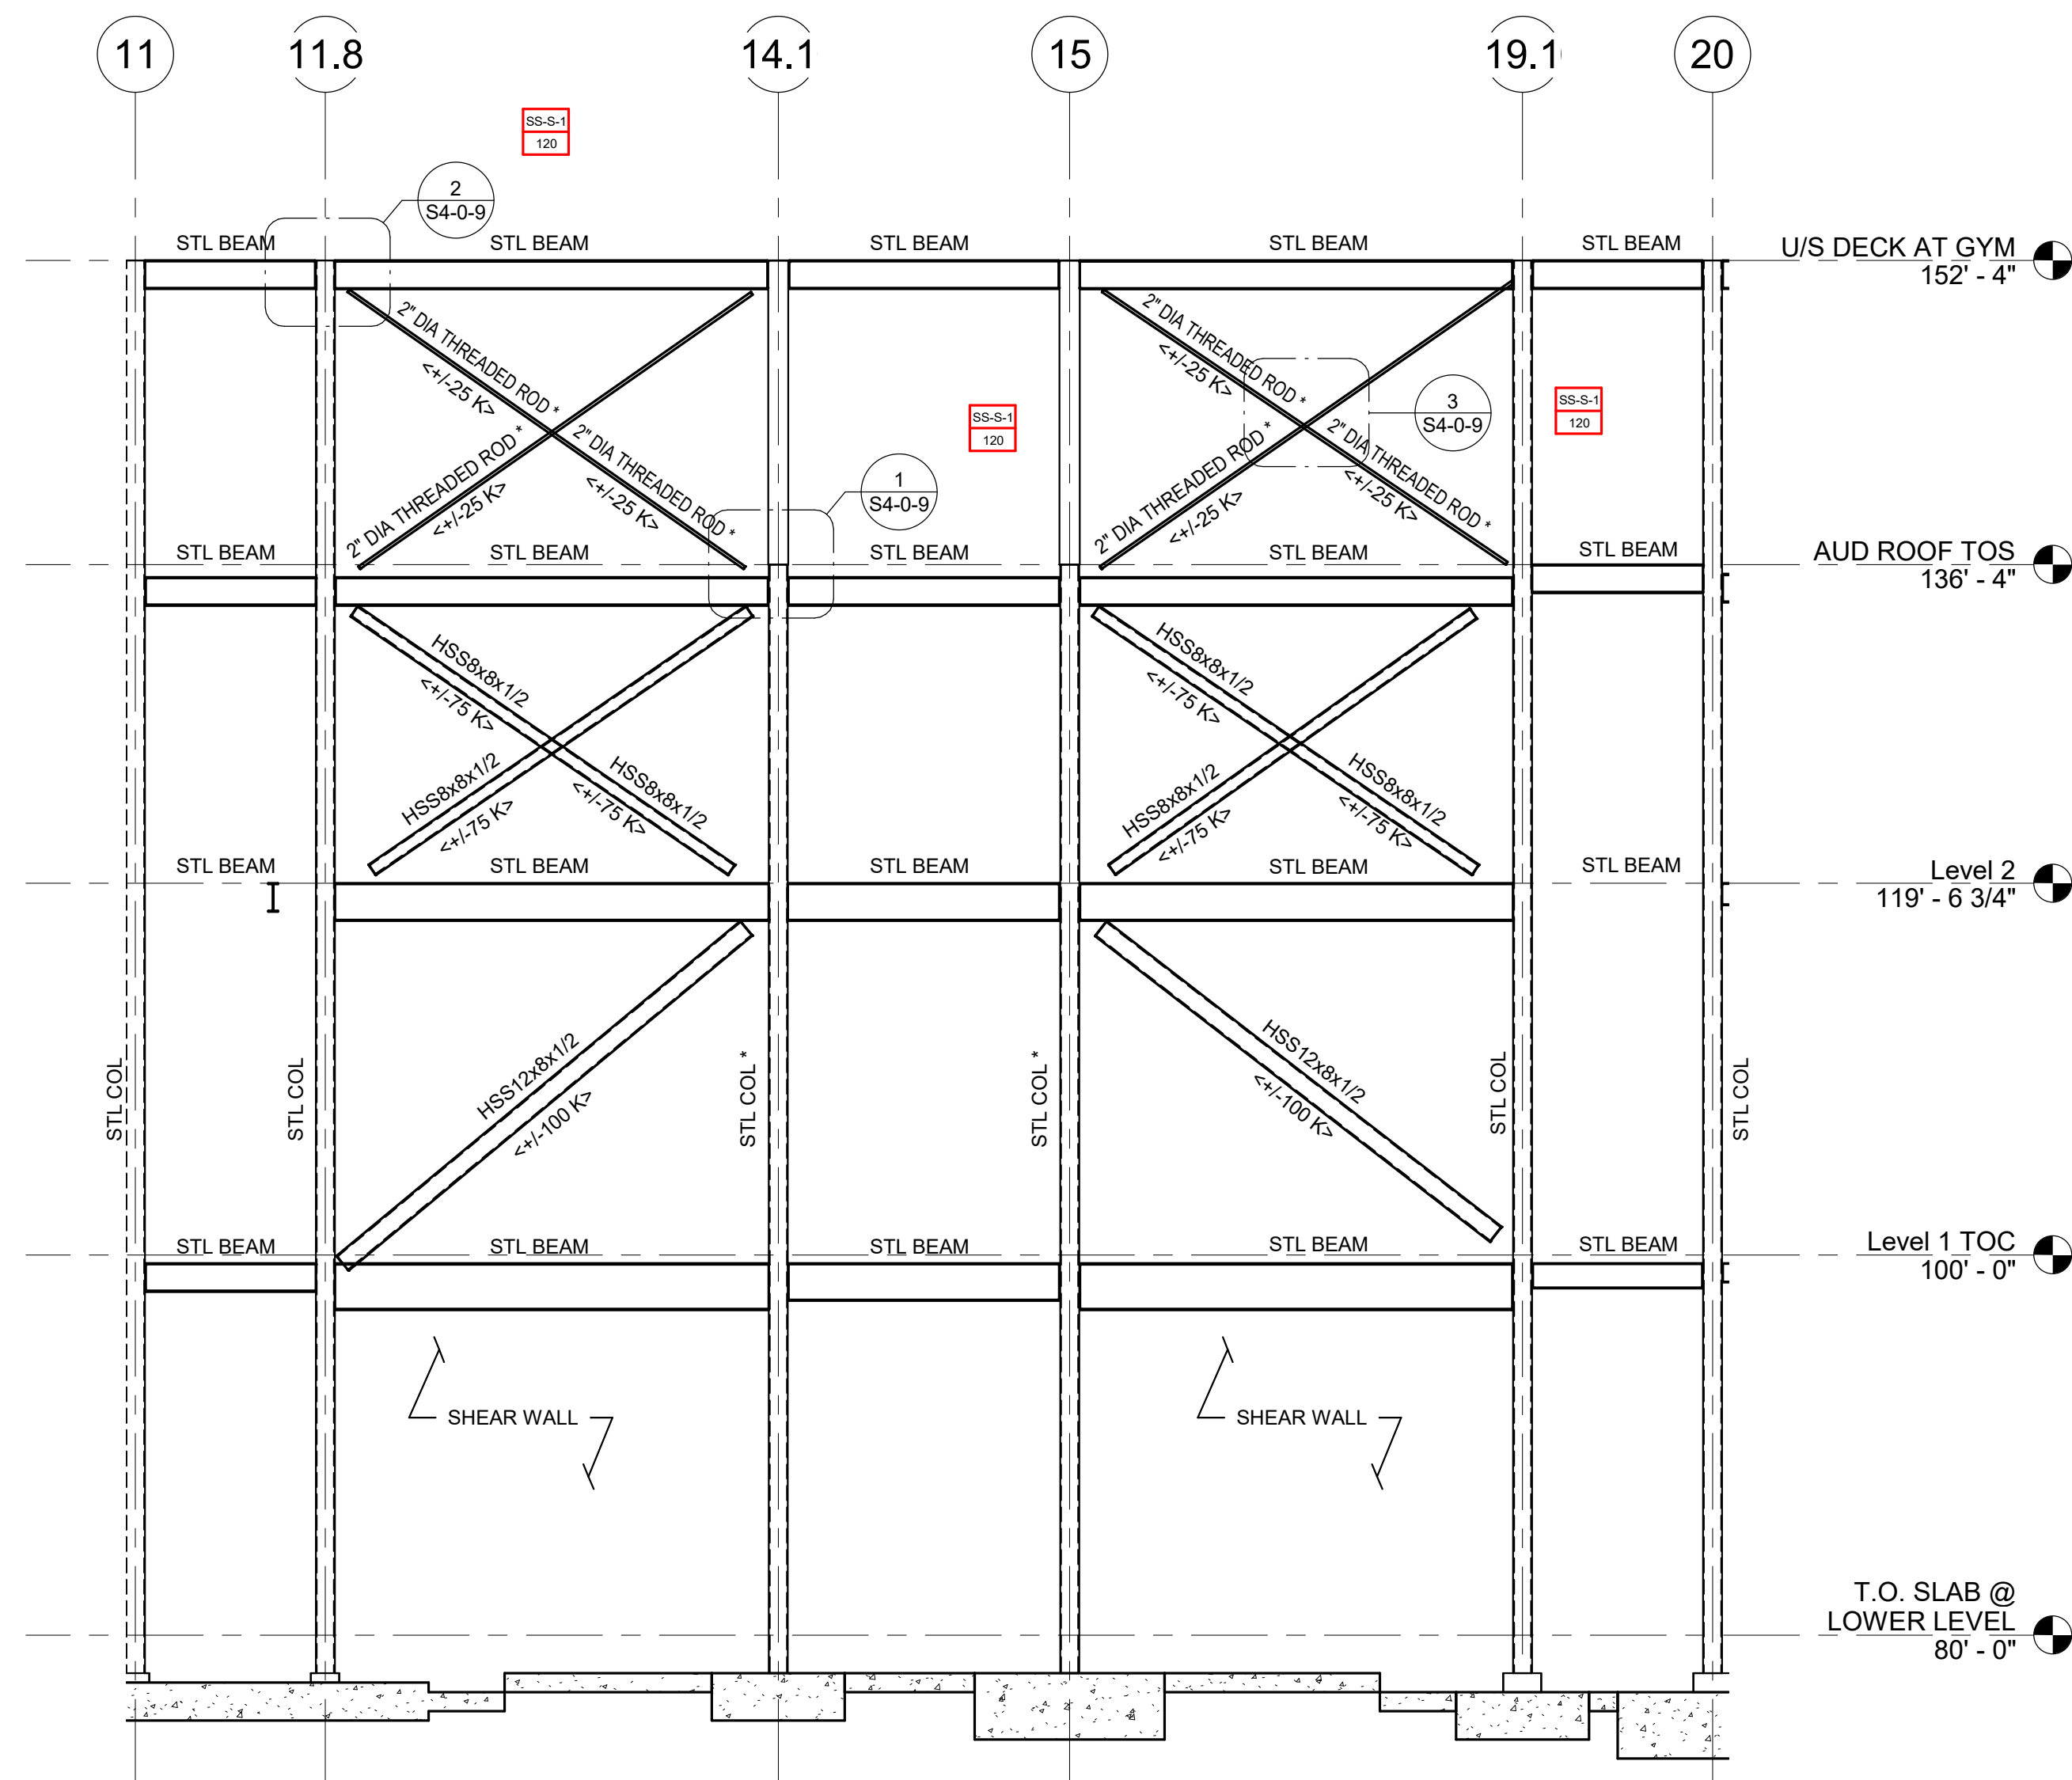 11
11.8
14.1
15
19.1
20
SS-S-1
120
2
S4-0-9
STL BEAM
STL BEAM
STL BEAM
STL BEAM
STL BEAM
U/S DECK AT GYM
152' - 4"
2" DIA THREADED ROD *
<+/-25 K>
2" DIA THREADED ROD *
<+/-25 K>
2" DIA THREADED ROD *
<+/-25 K>
SS-S-1
120
1
S4-0-9
2" DIA THREADED ROD *
<+/-25 K>
2" DIA THREADED ROD *
<+/-25 K>
2" DIA THREADED ROD *
<+/-25 K>
3
S4-0-9
SS-S-1
120
STL BEAM
STL BEAM
STL BEAM
STL BEAM
STL BEAM
AUD ROOF TOS
136' - 4"
HSS8x8x1/2
<+/-75 K>
HSS8x8x1/2
<+/-75 K>
HSS8x8x1/2
<+/-75 K>
HSS8x8x1/2
<+/-75 K>
HSS8x8x1/2
<+/-75 K>
HSS8x8x1/2
<+/-75 K>
STL BEAM
STL BEAM
STL BEAM
STL BEAM
STL BEAM
Level 2
119' - 6 3/4"
STL COL
STL COL
HSS12x8x1/2
<+/-100 K>
STL COL *
STL COL *
HSS12x8x1/2
<+/-100 K>
STL COL
STL COL
STL BEAM
STL BEAM
STL BEAM
STL BEAM
STL BEAM
Level 1 TOC
100' - 0"
SHEAR WALL
SHEAR WALL
T.O. SLAB @
LOWER LEVEL
80' - 0"